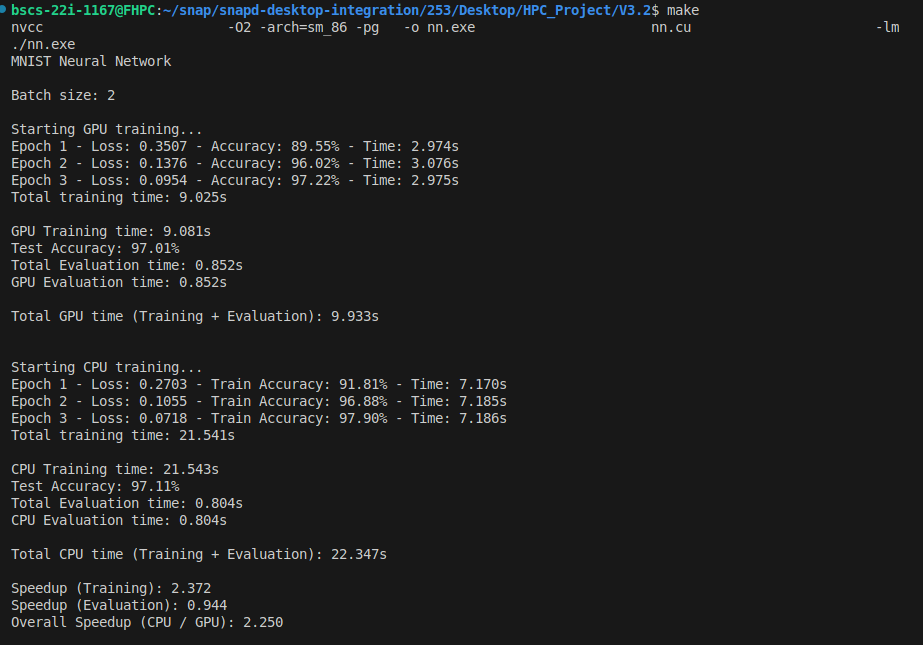 bscs-22i-1167@FHPC:~/snap/snapd-desktop-integration/253/Desktop/HPC_Project/V3.2$ make
nvcc -O2 -arch=sm_86 -pg -o nn.exe nn.cu -lm
./nn.exe
MNIST Neural Network
Batch size: 2
Starting GPU training...
Epoch 1 - Loss: 0.3507 - Accuracy: 89.55% - Time: 2.974s
Epoch 2 - Loss: 0.1376 - Accuracy: 96.02% - Time: 3.076s
Epoch 3 - Loss: 0.0954 - Accuracy: 97.22% - Time: 2.975s
Total training time: 9.025s
GPU Training time: 9.081s
Test Accuracy: 97.01%
Total Evaluation time: 0.852s
GPU Evaluation time: 0.852s
Total GPU time (Training + Evaluation): 9.933s
Starting CPU training...
Epoch 1 - Loss: 0.2703 - Train Accuracy: 91.81% - Time: 7.170s
Epoch 2 - Loss: 0.1055 - Train Accuracy: 96.88% - Time: 7.185s
Epoch 3 - Loss: 0.0718 - Train Accuracy: 97.90% - Time: 7.186s
Total training time: 21.541s
CPU Training time: 21.543s
Test Accuracy: 97.11%
Total Evaluation time: 0.804s
CPU Evaluation time: 0.804s
Total CPU time (Training + Evaluation): 22.347s
Speedup (Training): 2.372
Speedup (Evaluation): 0.944
Overall Speedup (CPU / GPU): 2.250